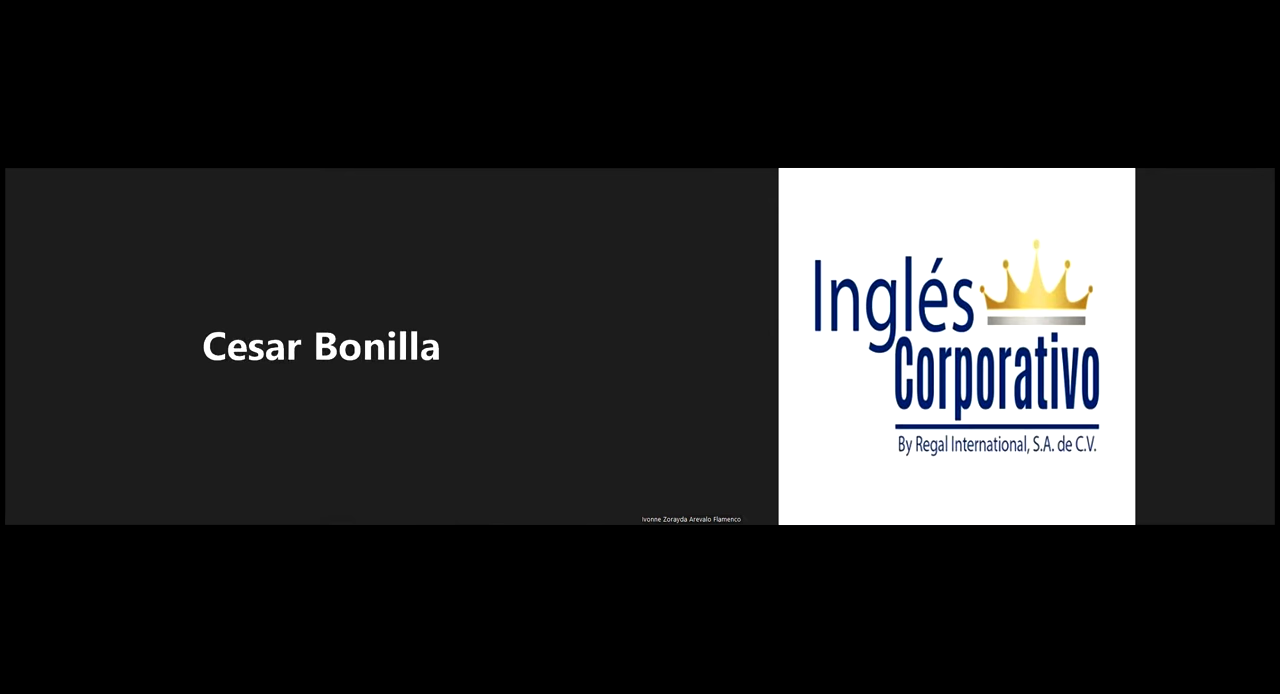 Cesar Bonilla
Inglés
Corporativo
By Regal International, S.A. de C.V.
Ivonne Zorayda Arevalo Flamenco